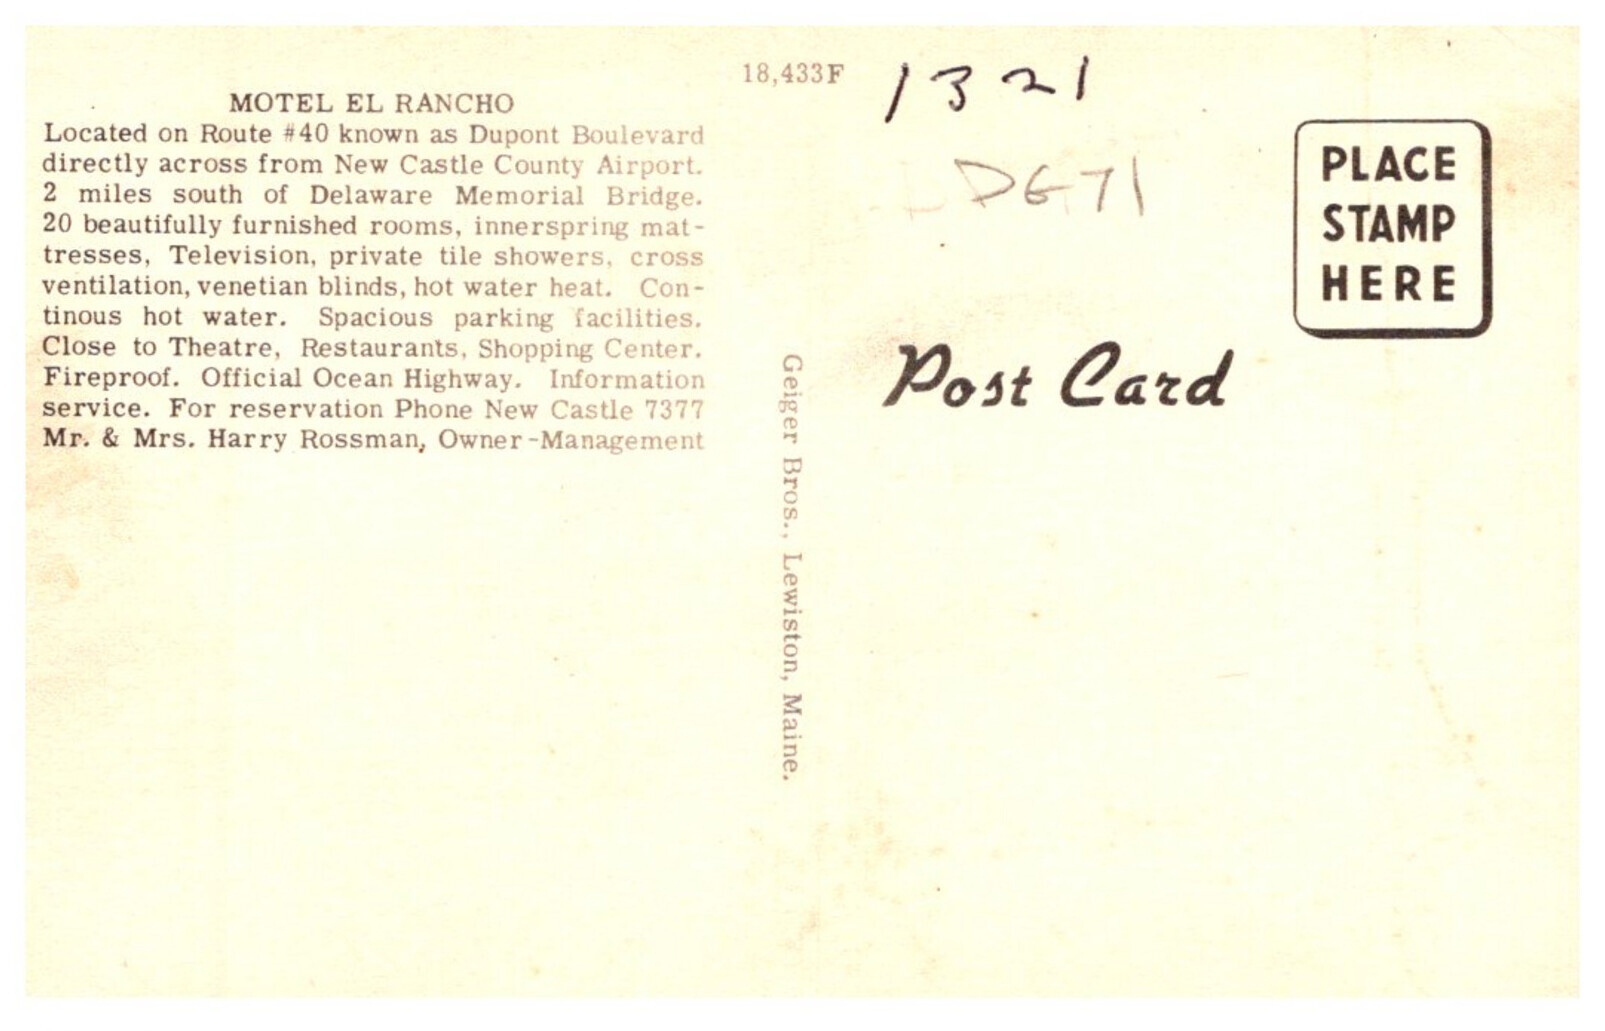 MOTEL EL RANCHO
Located on Route #40 known as Dupont Boulevard
directly across from New Castle County Airport.
2 miles south of Delaware Memorial Bridge.
20 beautifully furnished rooms, innerspring mat-
tresses, Television, private tile showers, cross
ventilation, venetian blinds, hot water heat. Con-
tinous hot water. Spacious parking facilities.
Close to Theatre, Restaurants, Shopping Center.
Fireproof. Official Ocean Highway. Information
service. For reservation Phone New Castle 7377
Mr. & Mrs. Harry Rossman, Owner-Management
18,433F
Geiger Bros., Lewiston, Maine.
1321
DG71
PLACE
STAMP
HERE
Post Card